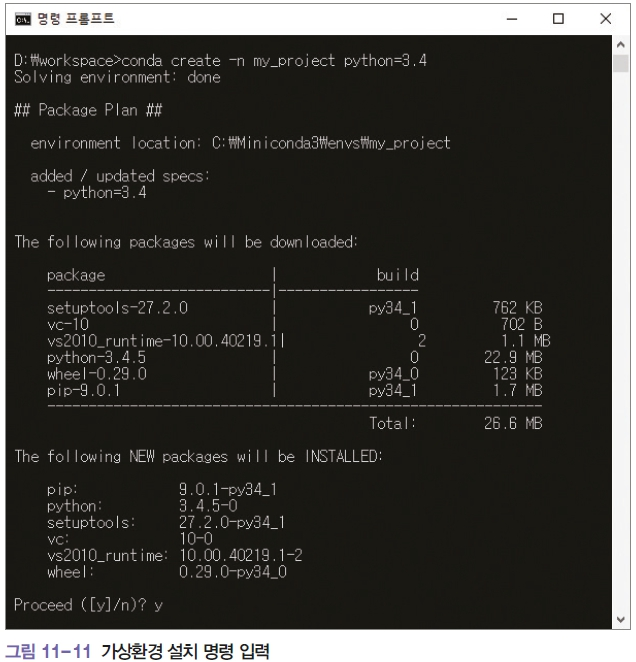 명령 프롬프트
D:₩workspace>conda create -n my_project python=3.4
Solving environment: done
## Package Plan ##
environment location: C:₩Miniconda3₩envs₩my_project
added / updated specs:
- python=3.4
The following packages will be downloaded:
package | build
---------------------------|-----------------
setuptools-27.2.0 | py34_1 762 KB
vc-10 | 0 702 B
vs2010_runtime-10.00.40219.1| 2 1.1 MB
python-3.4.5 | 0 22.9 MB
wheel-0.29.0 | py34_0 123 KB
pip-9.0.1 | py34_1 1.7 MB
------------------------------------------------------------
Total: 26.6 MB
The following NEW packages will be INSTALLED:
pip: 9.0.1-py34_1
python: 3.4.5-0
setuptools: 27.2.0-py34_1
vc: 10-0
vs2010_runtime: 10.00.40219.1-2
wheel: 0.29.0-py34_0
Proceed ([y]/n)? y
그림 11-11 가상환경 설치 명령 입력